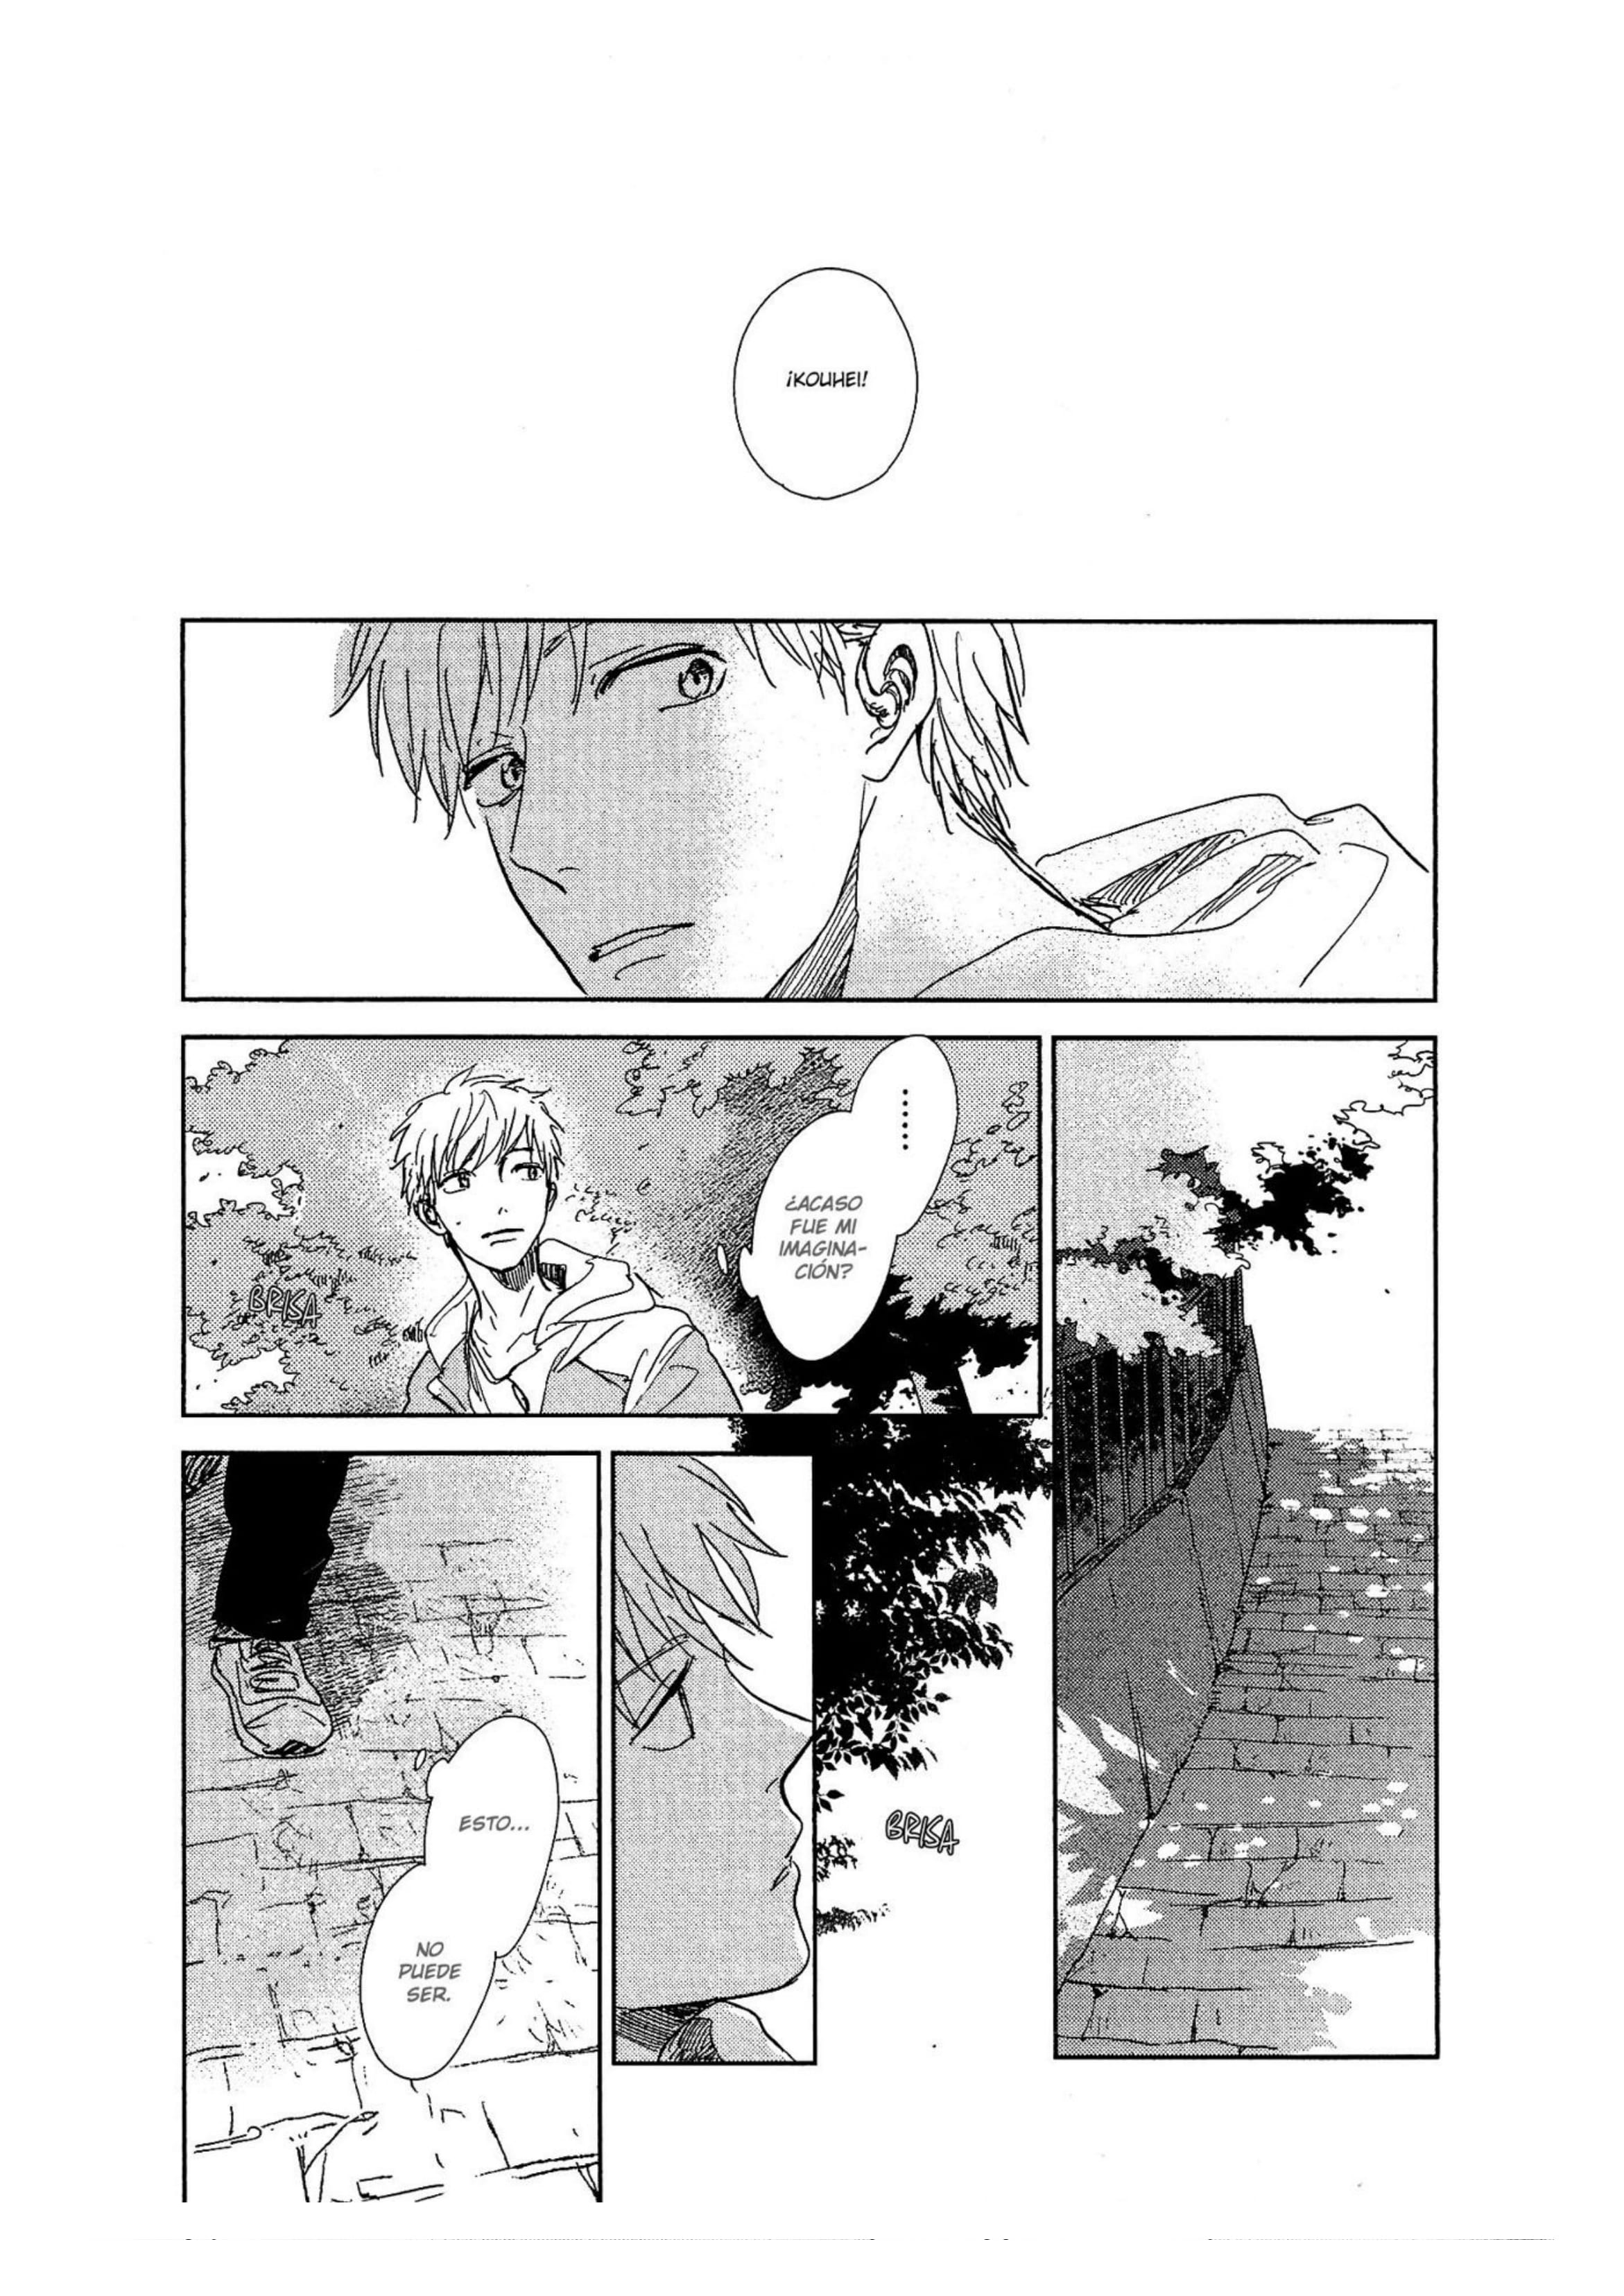 ¡KOUHEI!
......
¿ACASO
FUE MI
IMAGINA-
CIÓN?
BRISA
BRISA
ESTO...
NO
PUEDE
SER.